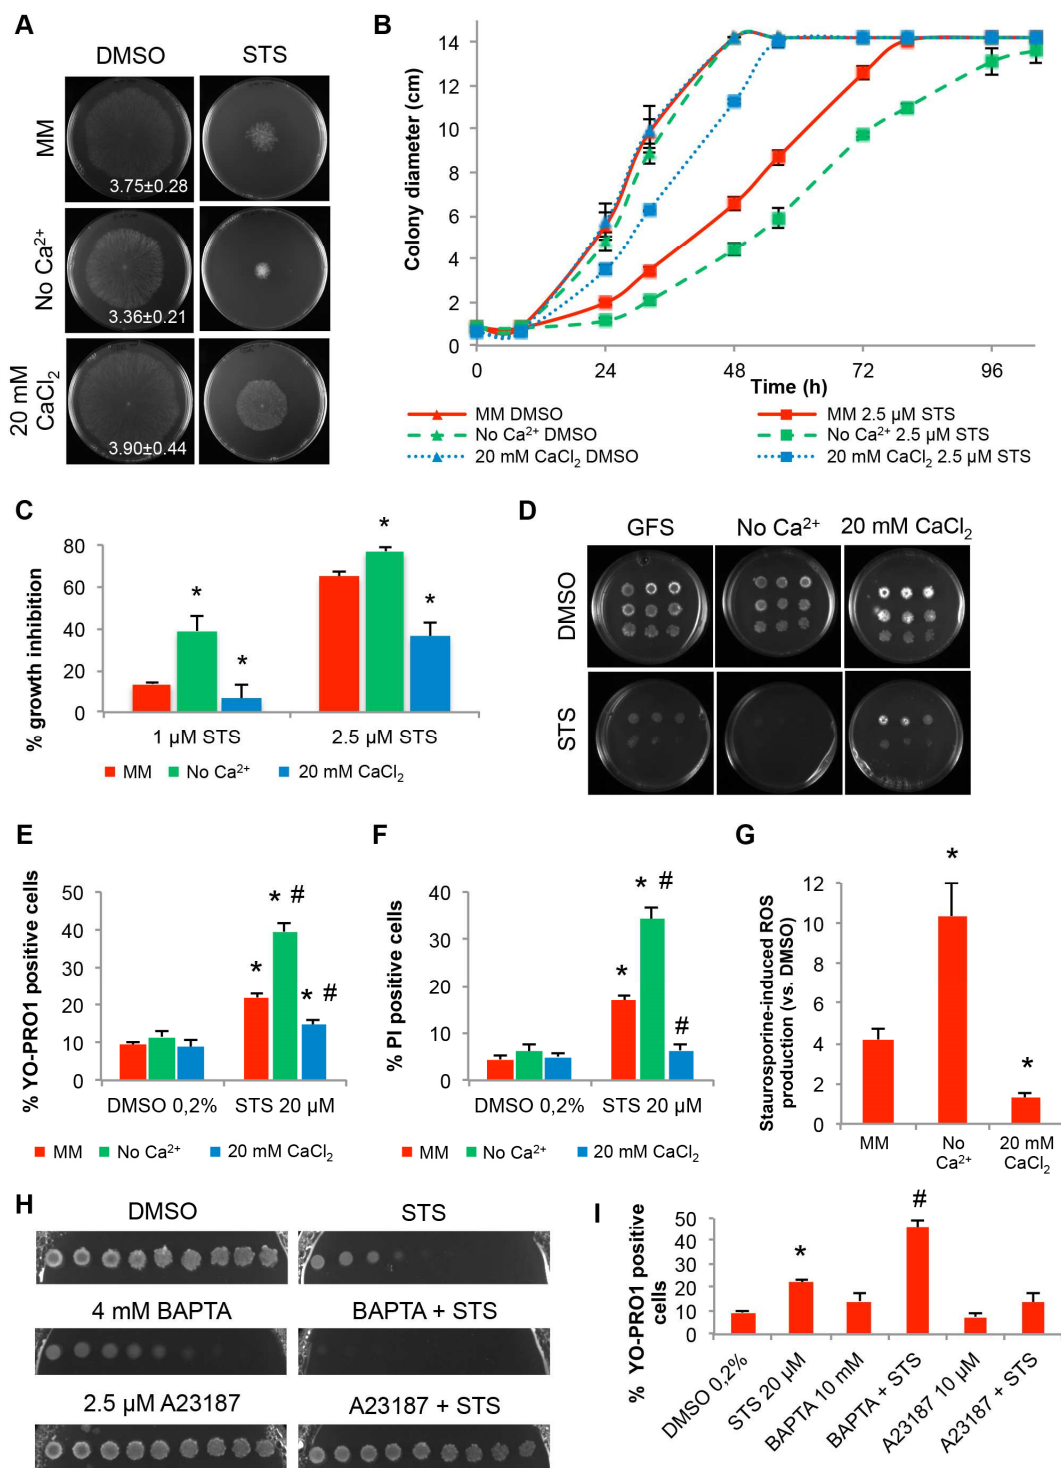 A
DMSO
STS
MM
3.75±0.28
No Ca²⁺
3.36±0.21
20 mM
CaCl₂
3.90±0.44
B
Colony diameter (cm)
14
12
10
8
6
4
2
0
0
24
48
72
96
Time (h)
MM DMSO
MM 2.5 µM STS
No Ca²⁺ DMSO
No Ca²⁺ 2.5 µM STS
20 mM CaCl₂ DMSO
20 mM CaCl₂ 2.5 µM STS
C
% growth inhibition
80
60
40
20
0
*
*
*
*
1 µM STS
2.5 µM STS
MM
No Ca²⁺
20 mM CaCl₂
D
GFS
No Ca²⁺
20 mM CaCl₂
DMSO
STS
E
% YO-PRO1 positive cells
50
40
30
20
10
0
*
* #
* #
DMSO 0,2%
STS 20 µM
MM
No Ca²⁺
20 mM CaCl₂
F
% PI positive cells
40
30
20
10
0
*
* #
#
DMSO 0,2%
STS 20 µM
MM
No Ca²⁺
20 mM CaCl₂
G
Staurosporine-induced ROS
production (vs. DMSO)
12
10
8
6
4
2
0
*
*
MM
No
Ca²⁺
20 mM
CaCl₂
H
DMSO
STS
4 mM BAPTA
BAPTA + STS
2.5 µM A23187
A23187 + STS
I
% YO-PRO1 positive
cells
50
40
30
20
10
0
*
#
DMSO 0,2%
STS 20 µM
BAPTA 10 mM
BAPTA + STS
A23187 10 µM
A23187 + STS